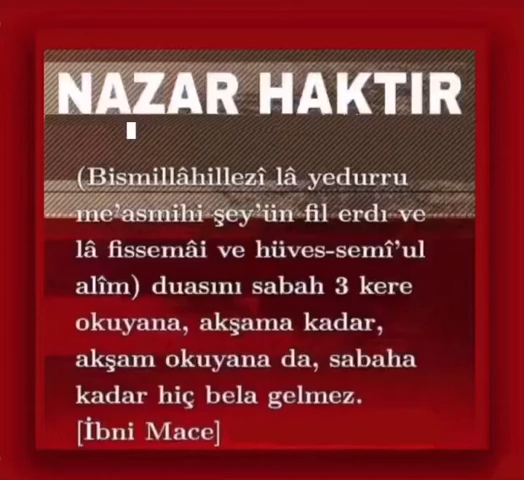 NAZAR HAKTIR
(Bismillâhillezî lâ yedurru
me'asmihi şey'ün fil erdı ve
lâ fissemâi ve hüves-semî'ul
alîm) duasını sabah 3 kere
okuyana, akşama kadar,
akşam okuyana da, sabaha
kadar hiç bela gelmez.
[İbni Mace]